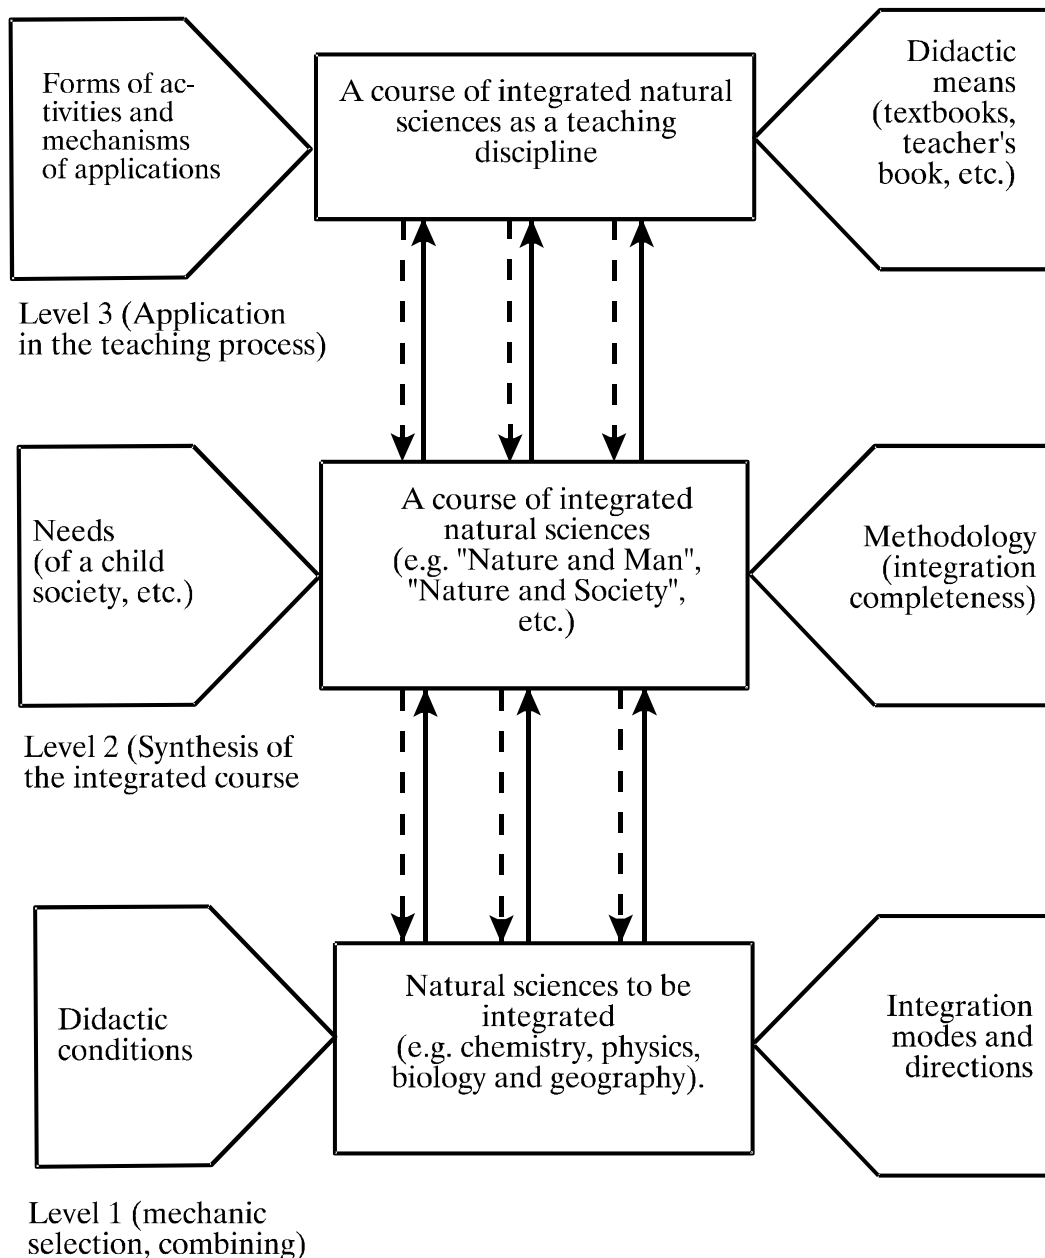 Forms of ac-
tivities and
mechanisms
of applications
A course of integrated natural
sciences as a teaching
discipline
Didactic
means
(textbooks,
teacher's
book, etc.)
Level 3 (Application
in the teaching process)
Needs
(of a child
society, etc.)
A course of integrated
natural sciences
(e.g. "Nature and Man",
"Nature and Society",
etc.)
Methodology
(integration
completeness)
Level 2 (Synthesis of
the integrated course
Didactic
conditions
Natural sciences to be
integrated
(e.g. chemistry, physics,
biology and geography).
Integration
modes and
directions
Level 1 (mechanic
selection, combining)